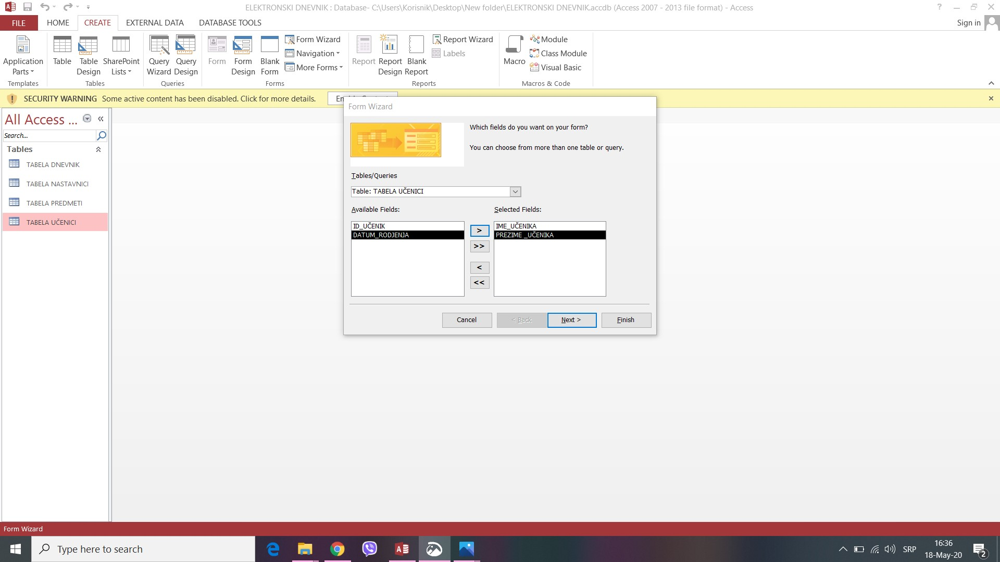 ELEKTRONSKI DNEVNIK : Database- C:\Users\Korisnik\Desktop\New folder\ELEKTRONSKI DNEVNIK.accdb (Access 2007 - 2013 file format) - Access
FILE HOME CREATE EXTERNAL DATA DATABASE TOOLS Sign in
Application Parts
Templates
Table
Table Design
SharePoint Lists
Tables
Query Wizard
Query Design
Queries
Form
Form Design
Blank Form
Form Wizard
Navigation
More Forms
Forms
Report
Report Design
Blank Report
Report Wizard
Labels
Reports
Macro
Module
Class Module
Visual Basic
Macros & Code
SECURITY WARNING Some active content has been disabled. Click for more details.
All Access ...
Search...
Tables
TABELA DNEVNIK
TABELA NASTAVNICI
TABELA PREDMETI
TABELA UČENICI
Form Wizard
Which fields do you want on your form?
You can choose from more than one table or query.
Tables/Queries
Table: TABELA UČENICI
Available Fields: Selected Fields:
ID_UČENIK
DATUM_RODJENJA
>
>>
<
<<
IME_UČENIKA
PREZIME _UČENIKA
Cancel < Back Next > Finish
Form Wizard
Type here to search
SRP
16:36
18-May-20
2